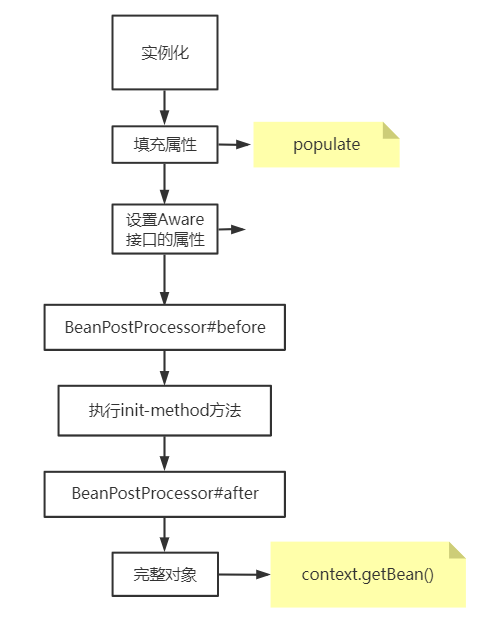 实例化
填充属性
populate
设置Aware
接口的属性
BeanPostProcessor#before
执行init-method方法
BeanPostProcessor#after
完整对象
context.getBean()